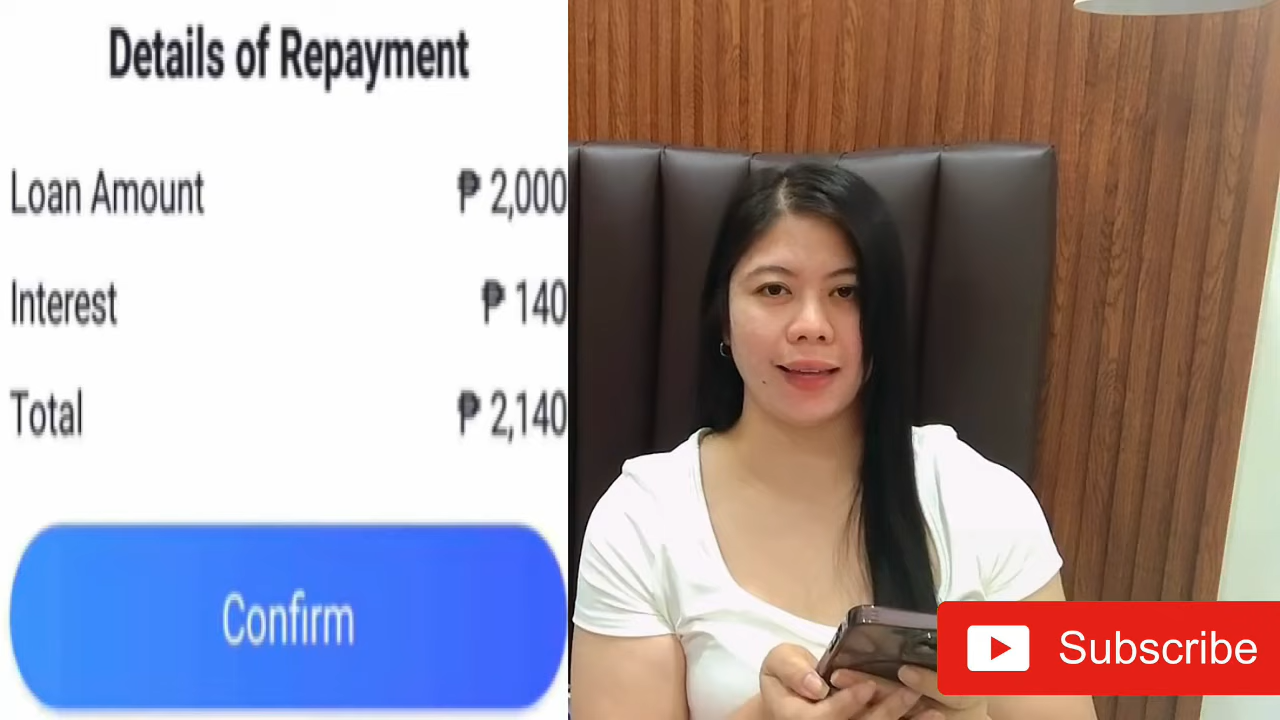 Details of Repayment
Loan Amount ₱ 2,000
Interest ₱ 140
Total ₱ 2,140
Confirm
Subscribe